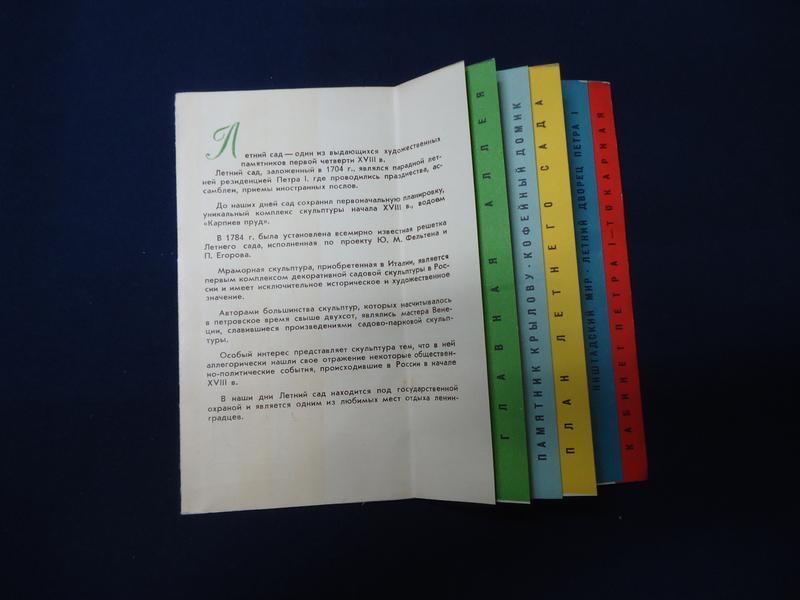 Летний сад — один из выдающихся художественных
памятников первой четверти XVIII в.
Летний сад, заложенный в 1704 г., являлся парадной лет-
ней резиденцией Петра I, где проводились празднества, ас-
самблеи, приемы иностранных послов.
До наших дней сад сохранил первоначальную планировку,
уникальный комплекс скульптуры начала XVIII в., водоем
«Карпиев пруд».
В 1784 г. была установлена всемирно известная решетка
Летнего сада, исполненная по проекту Ю. М. Фельтена и
П. Егорова.
Мраморная скульптура, приобретенная в Италии, является
первым комплексом декоративной садовой скульптуры в Рос-
сии и имеет исключительное историческое и художественное
значение.
Авторами большинства скульптур, которых насчитывалось
в петровское время свыше двухсот, являлись мастера Вене-
ции, славившиеся произведениями садово-парковой скульп-
туры.
Особый интерес представляет скульптура тем, что в ней
аллегорически нашли свое отражение некоторые обществен-
но-политические события, происходившие в России в начале
XVIII в.
В наши дни Летний сад находится под государственной
охраной и является одним из любимых мест отдыха ленин-
градцев.
ГЛАВНАЯ АЛЛЕЯ
ПАМЯТНИК КРЫЛОВУ · КОФЕЙНЫЙ ДОМИК
ПЛАН ЛЕТНЕГО САДА
НИШТАДСКИЙ МИР · ЛЕТНИЙ ДВОРЕЦ ПЕТРА I
КАБИНЕТ ПЕТРА I — ТОКАРНАЯ